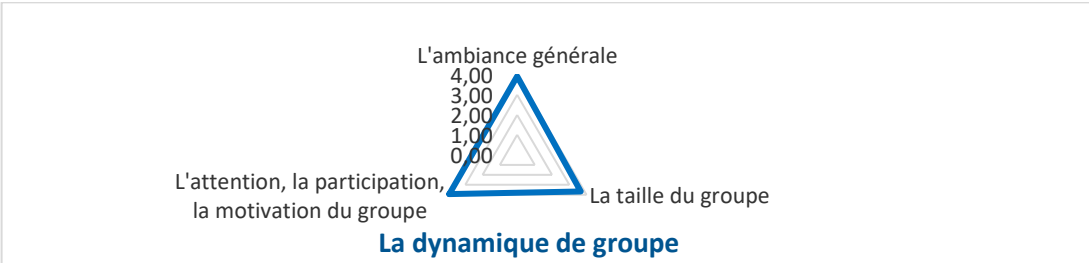 L'ambiance générale
4,00
3,00
2,00
1,00
0,00
L'attention, la participation,
la motivation du groupe
La taille du groupe
La dynamique de groupe